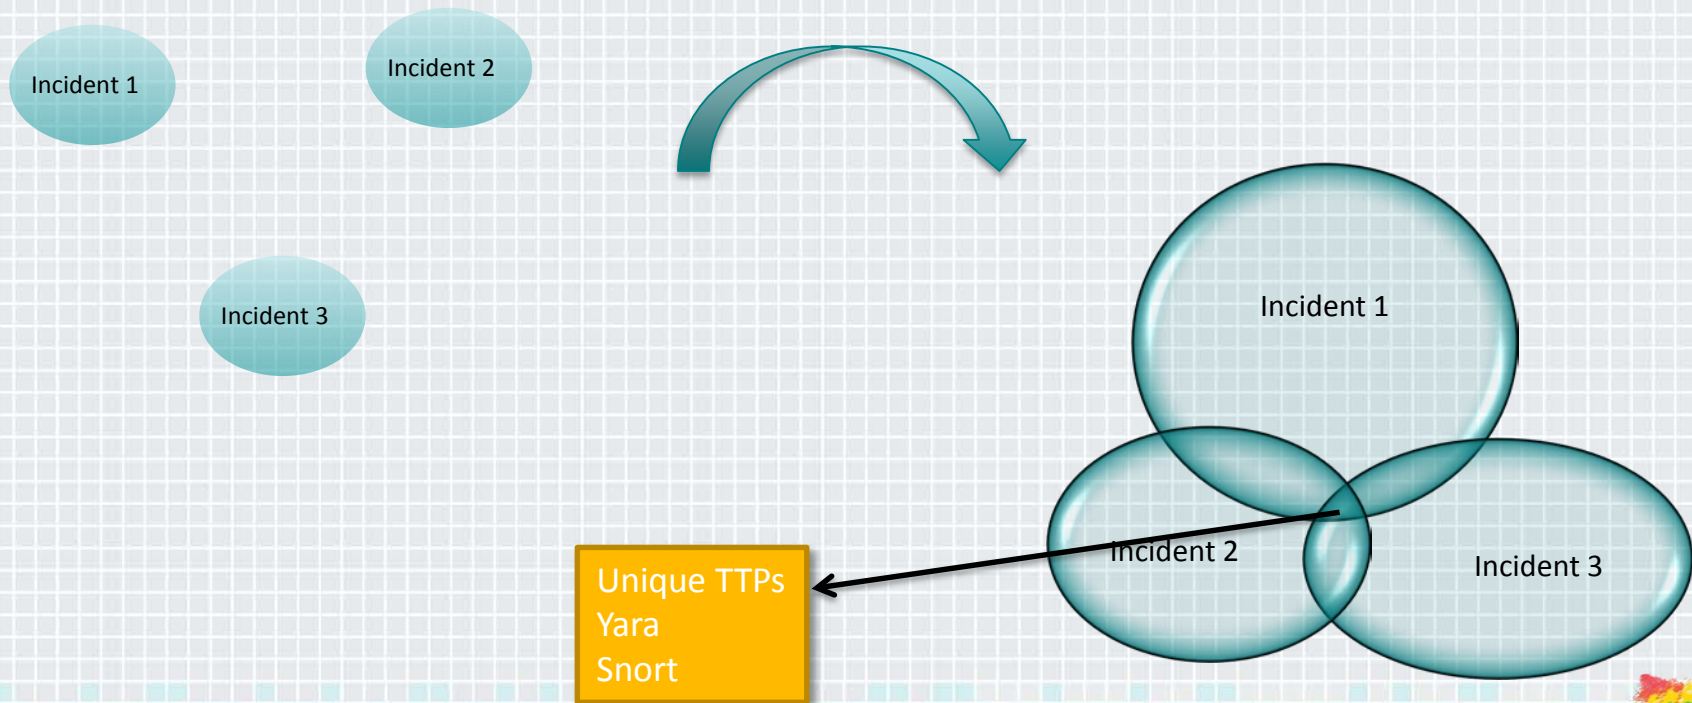 Incident 1
Incident 2
Incident 3
Incident 1
Incident 2
Incident 3
Unique TTPs
Yara
Snort